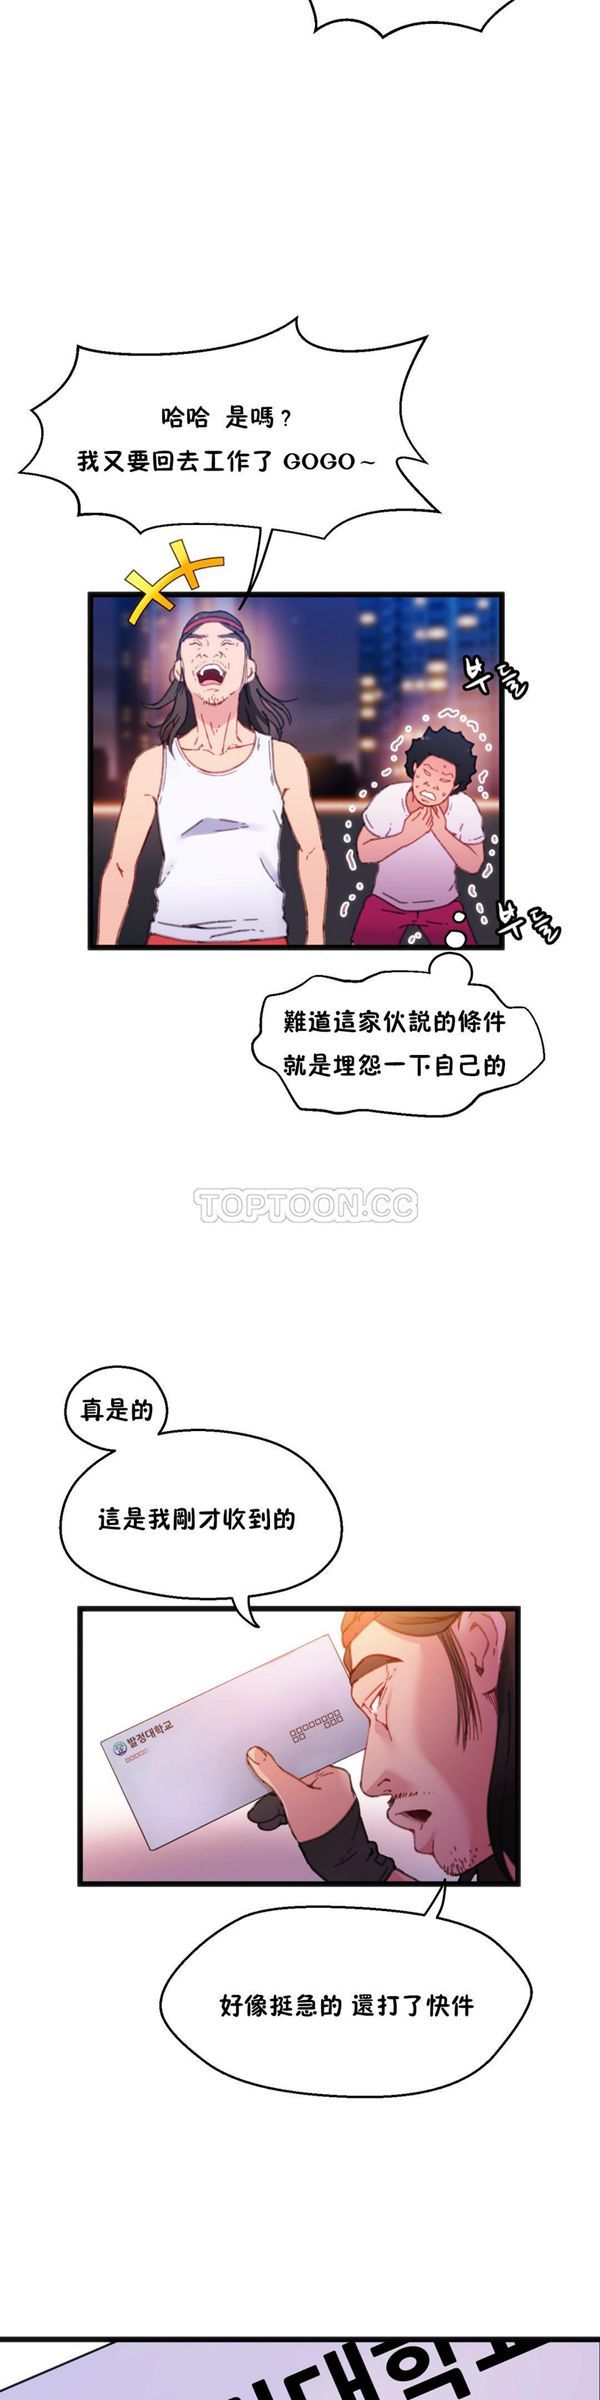 哈哈 是嗎？
我又要回去工作了 GOGO～
부들
부들
難道這家伙說的條件
就是埋怨一下自己的
TOPTOON.CC
真是的
這是我剛才收到的
발정대학교
好像挺急的 還打了快件
대학교